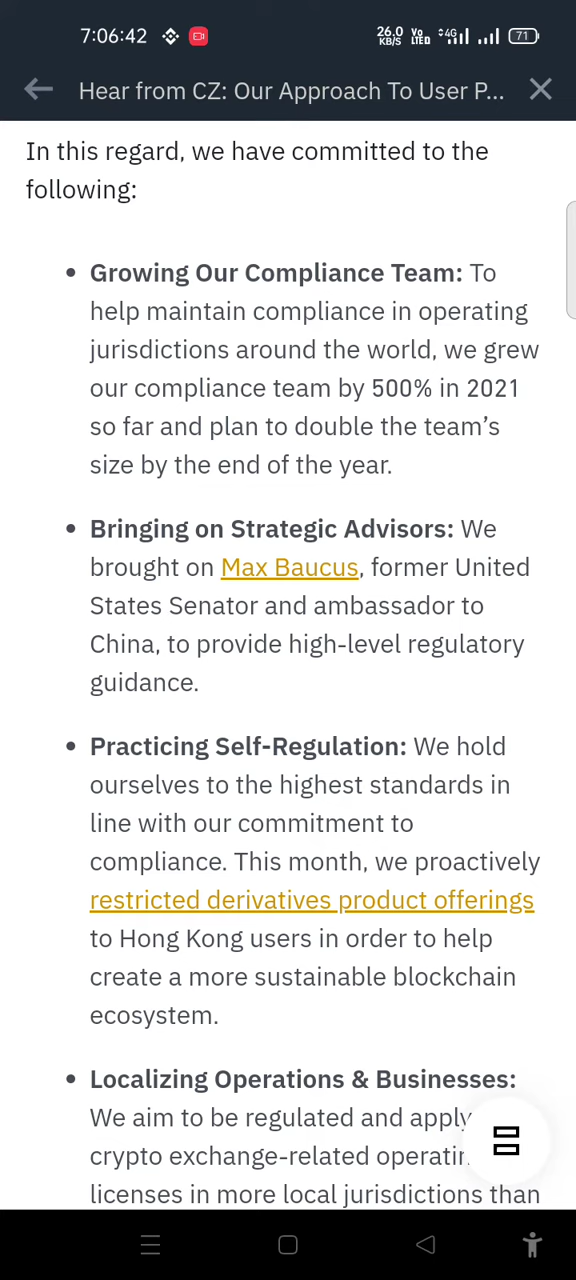 7:06:42
26.0 KB/S
Vo LTED
4G
71
Hear from CZ: Our Approach To User P...
In this regard, we have committed to the
following:
• Growing Our Compliance Team: To
help maintain compliance in operating
jurisdictions around the world, we grew
our compliance team by 500% in 2021
so far and plan to double the team’s
size by the end of the year.
• Bringing on Strategic Advisors: We
brought on Max Baucus, former United
States Senator and ambassador to
China, to provide high-level regulatory
guidance.
• Practicing Self-Regulation: We hold
ourselves to the highest standards in
line with our commitment to
compliance. This month, we proactively
restricted derivatives product offerings
to Hong Kong users in order to help
create a more sustainable blockchain
ecosystem.
• Localizing Operations & Businesses:
We aim to be regulated and apply
crypto exchange-related
licenses in more local jurisdictions than